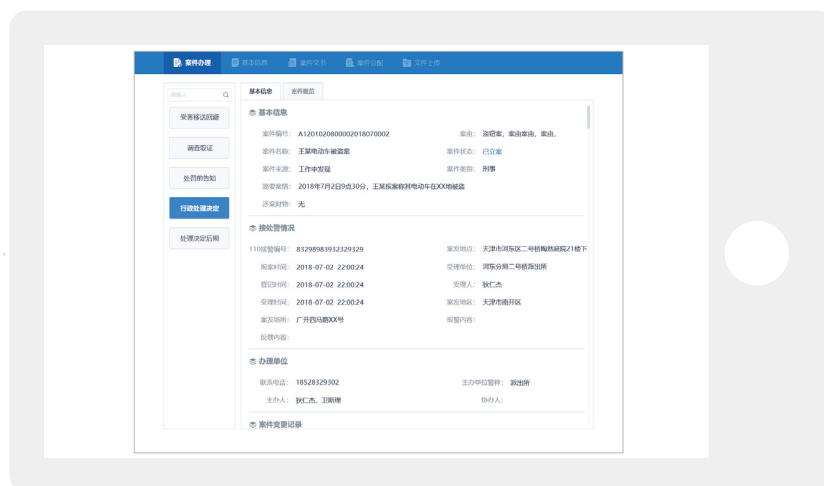 案件办理 基本信息 案件文书 案件分配 文件上传
请输入 基本信息 案件概览
基本信息
受害移送回避
案件编号： A1201020800002018070002 案由： 盗窃案，案由案由，案由，
调查取证
案件名称： 王某电动车被盗案 案件状态： 已立案
案件来源： 工作中发现 案件类别： 刑事
处罚前告知
简要案情： 2018年7月2日9点30分，王某报案称其电动车在XX地被盗
行政处理决定
涉案财物： 无
接处警情况
处理决定后期
110接警编号： 83298983932329329 案发地点： 天津市河东区二号桥陶然庭院21楼下
报案时间： 2018-07-02 22:00:24 受理单位： 河东分局二号桥派出所
登记时间： 2018-07-02 22:00:24 受理人： 狄仁杰
受理时间： 2018-07-02 22:00:24 案发地区： 天津市南开区
案发场所： 广开四马路XX号 报警内容：
反馈内容：
办理单位
联系电话： 18528329302 主办单位警种： 派出所
主办人： 狄仁杰、卫斯理 协办人：
案件变更记录